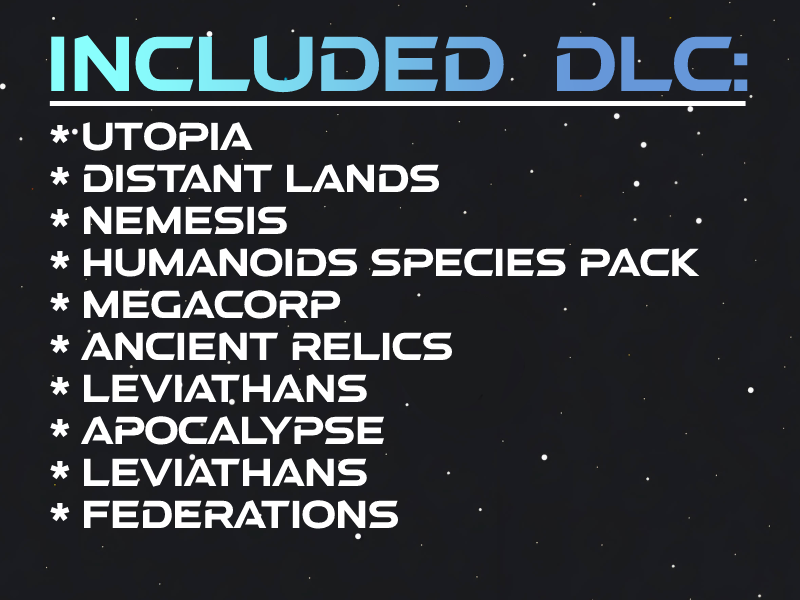 INCLUDED DLC:
* UTOPIA
* DISTANT LANDS
* NEMESIS
* HUMANOIDS SPECIES PACK
* MEGACORP
* ANCIENT RELICS
* LEVIATHANS
* APOCALYPSE
* LEVIATHANS
* FEDERATIONS